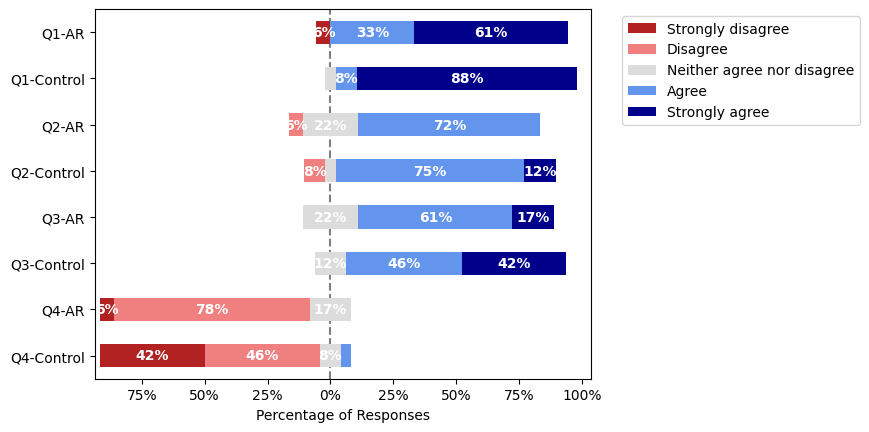 Q1-AR 6% 33% 61%
Q1-Control 8% 88%
Q2-AR 6% 22% 72%
Q2-Control 8% 75% 12%
Q3-AR 22% 61% 17%
Q3-Control 12% 46% 42%
Q4-AR 6% 78% 17%
Q4-Control 42% 46% 8%
75% 50% 25% 0% 25% 50% 75% 100%
Percentage of Responses
Strongly disagree
Disagree
Neither agree nor disagree
Agree
Strongly agree